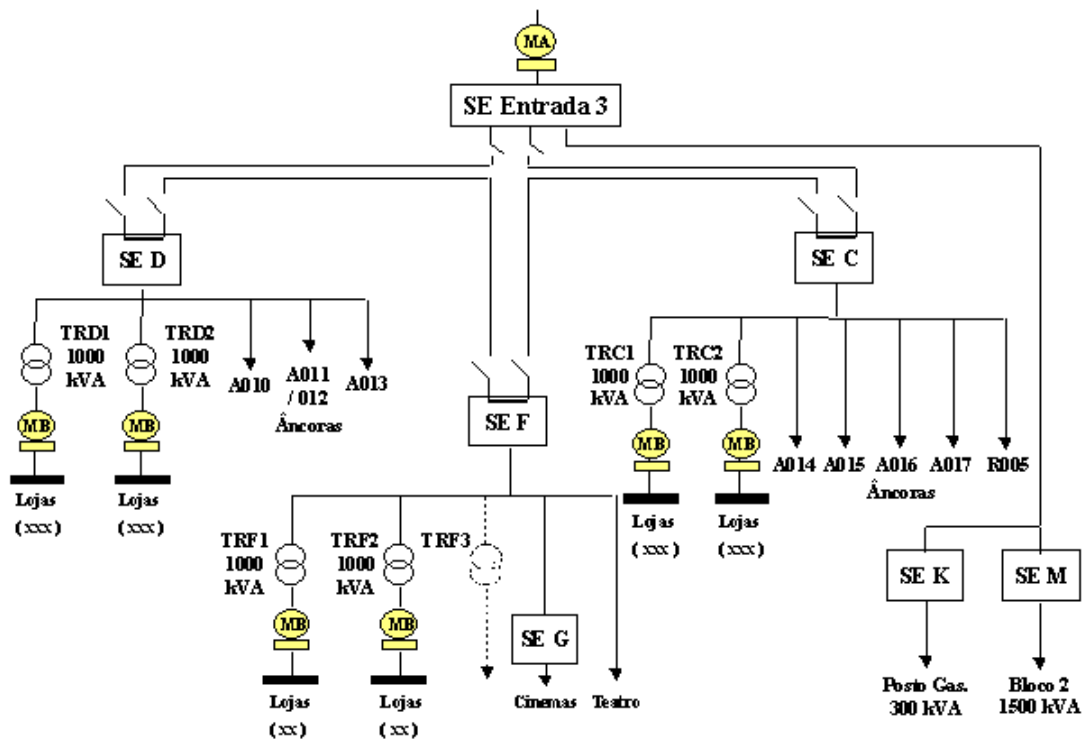 MA
SE Entrada 3
SE D
SE C
TRD1
1000
kVA
TRD2
1000
kVA
A010
A011
/ 012
Âncoras
A013
MB
MB
Lojas
(xxx)
Lojas
(xxx)
SE F
TRC1
1000
kVA
TRC2
1000
kVA
MB
MB
A014
A015
A016
A017
R005
Âncoras
Lojas
(xxx)
Lojas
(xxx)
TRF1
1000
kVA
TRF2
1000
kVA
TRF3
MB
MB
SE G
Lojas
(xx)
Lojas
(xx)
Cinemas
Teatro
SE K
SE M
Posto Gas.
300 kVA
Bloco 2
1500 kVA